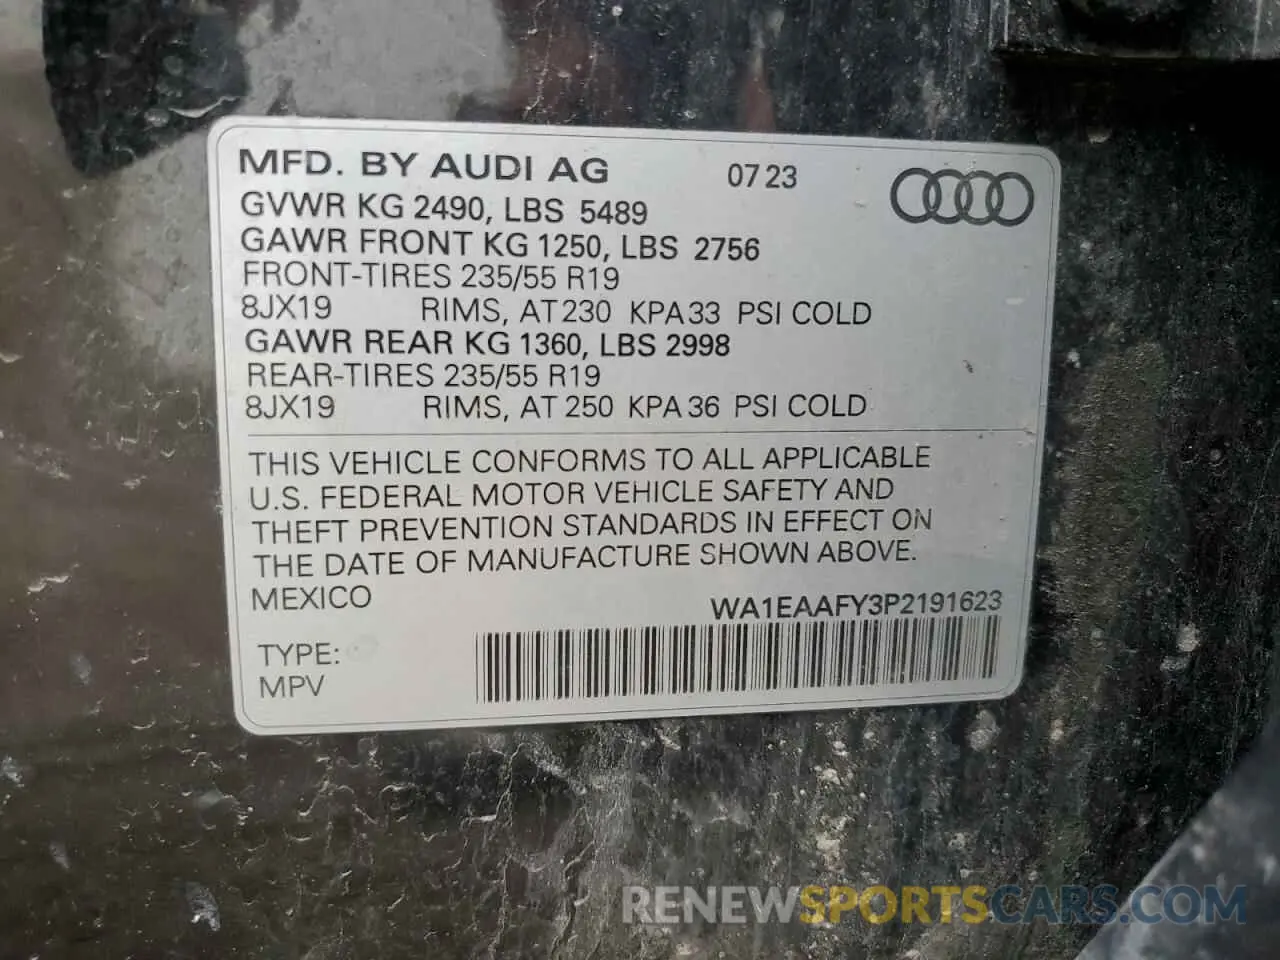 MFD. BY AUDI AG 07 23
GVWR KG 2490, LBS 5489
GAWR FRONT KG 1250, LBS 2756
FRONT-TIRES 235/55 R19
8JX19 RIMS, AT 230 KPA 33 PSI COLD
GAWR REAR KG 1360, LBS 2998
REAR-TIRES 235/55 R19
8JX19 RIMS, AT 250 KPA 36 PSI COLD
THIS VEHICLE CONFORMS TO ALL APPLICABLE
U.S. FEDERAL MOTOR VEHICLE SAFETY AND
THEFT PREVENTION STANDARDS IN EFFECT ON
THE DATE OF MANUFACTURE SHOWN ABOVE.
MEXICO
WA1EAAFY3P2191623
TYPE:
MPV
RENEWSPORTSCARS.COM